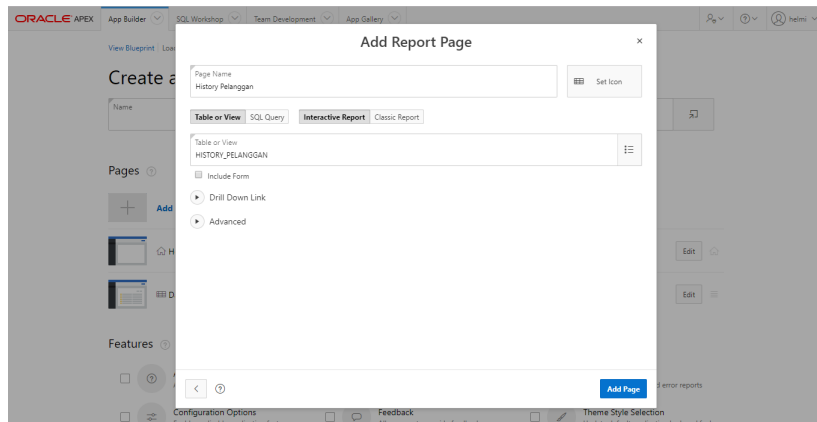 ORACLE APEX App Builder SQL Workshop Team Development App Gallery helmi
View Blueprint Loa
Create a
Name
Pages
Add
H
Edit
D
Edit
Features
Add Report Page
Page Name
History Pelanggan
Set Icon
Table or View SQL Query Interactive Report Classic Report
Table or View
HISTORY_PELANGGAN
Include Form
Drill Down Link
Advanced
Add Page
d error reports
Configuration Options Feedback Theme Style Selection